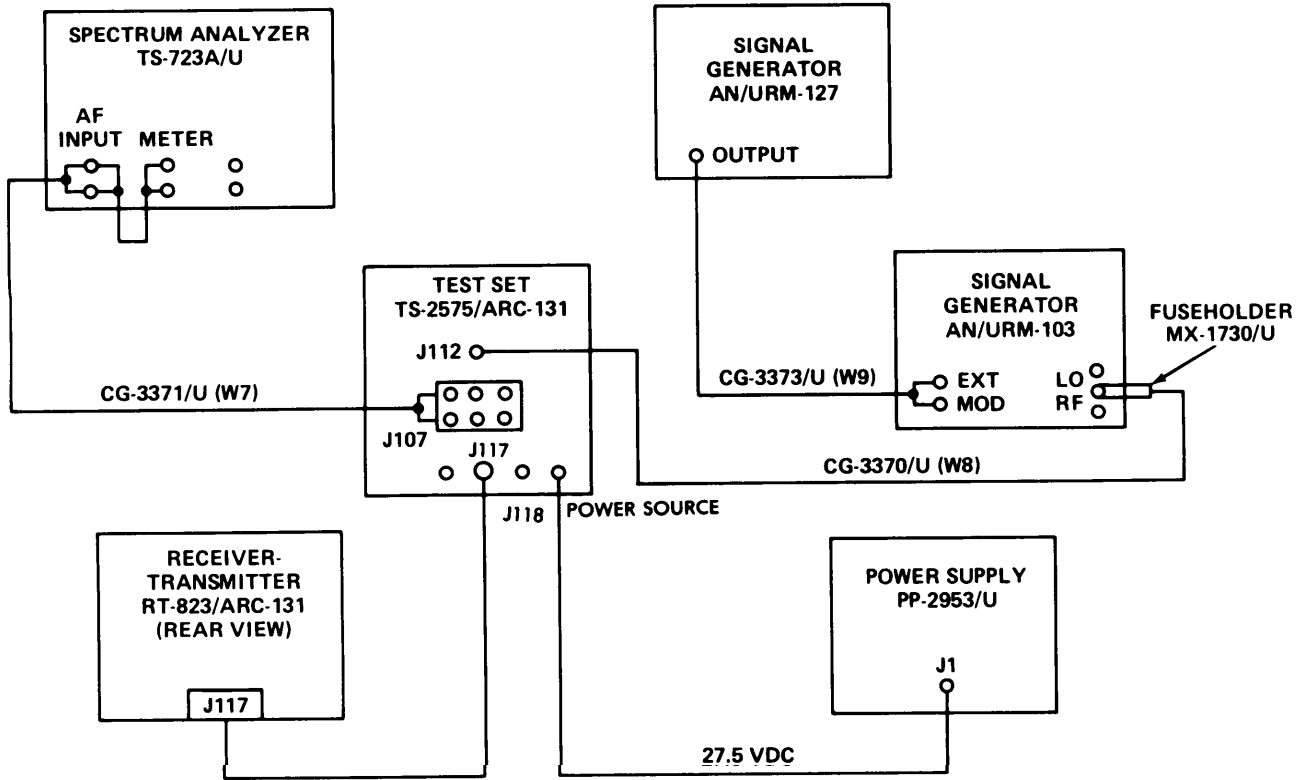 SPECTRUM ANALYZER
TS-723A/U
AF
INPUT METER
SIGNAL
GENERATOR
AN/URM-127
OUTPUT
TEST SET
TS-2575/ARC-131
J112
J107
J117
J118 POWER SOURCE
SIGNAL
GENERATOR
AN/URM-103
EXT
MOD
LO
RF
FUSEHOLDER
MX-1730/U
CG-3371/U (W7)
CG-3373/U (W9)
CG-3370/U (W8)
RECEIVER-
TRANSMITTER
RT-823/ARC-131
(REAR VIEW)
J117
POWER SUPPLY
PP-2953/U
J1
27.5 VDC